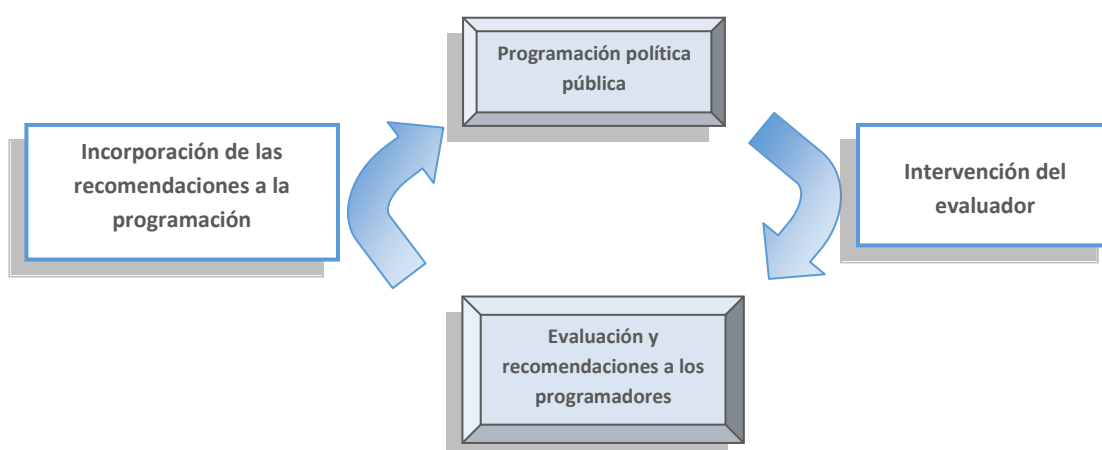 Programación política
pública
Incorporación de las
recomendaciones a la
programación
Intervención del
evaluador
Evaluación y
recomendaciones a los
programadores